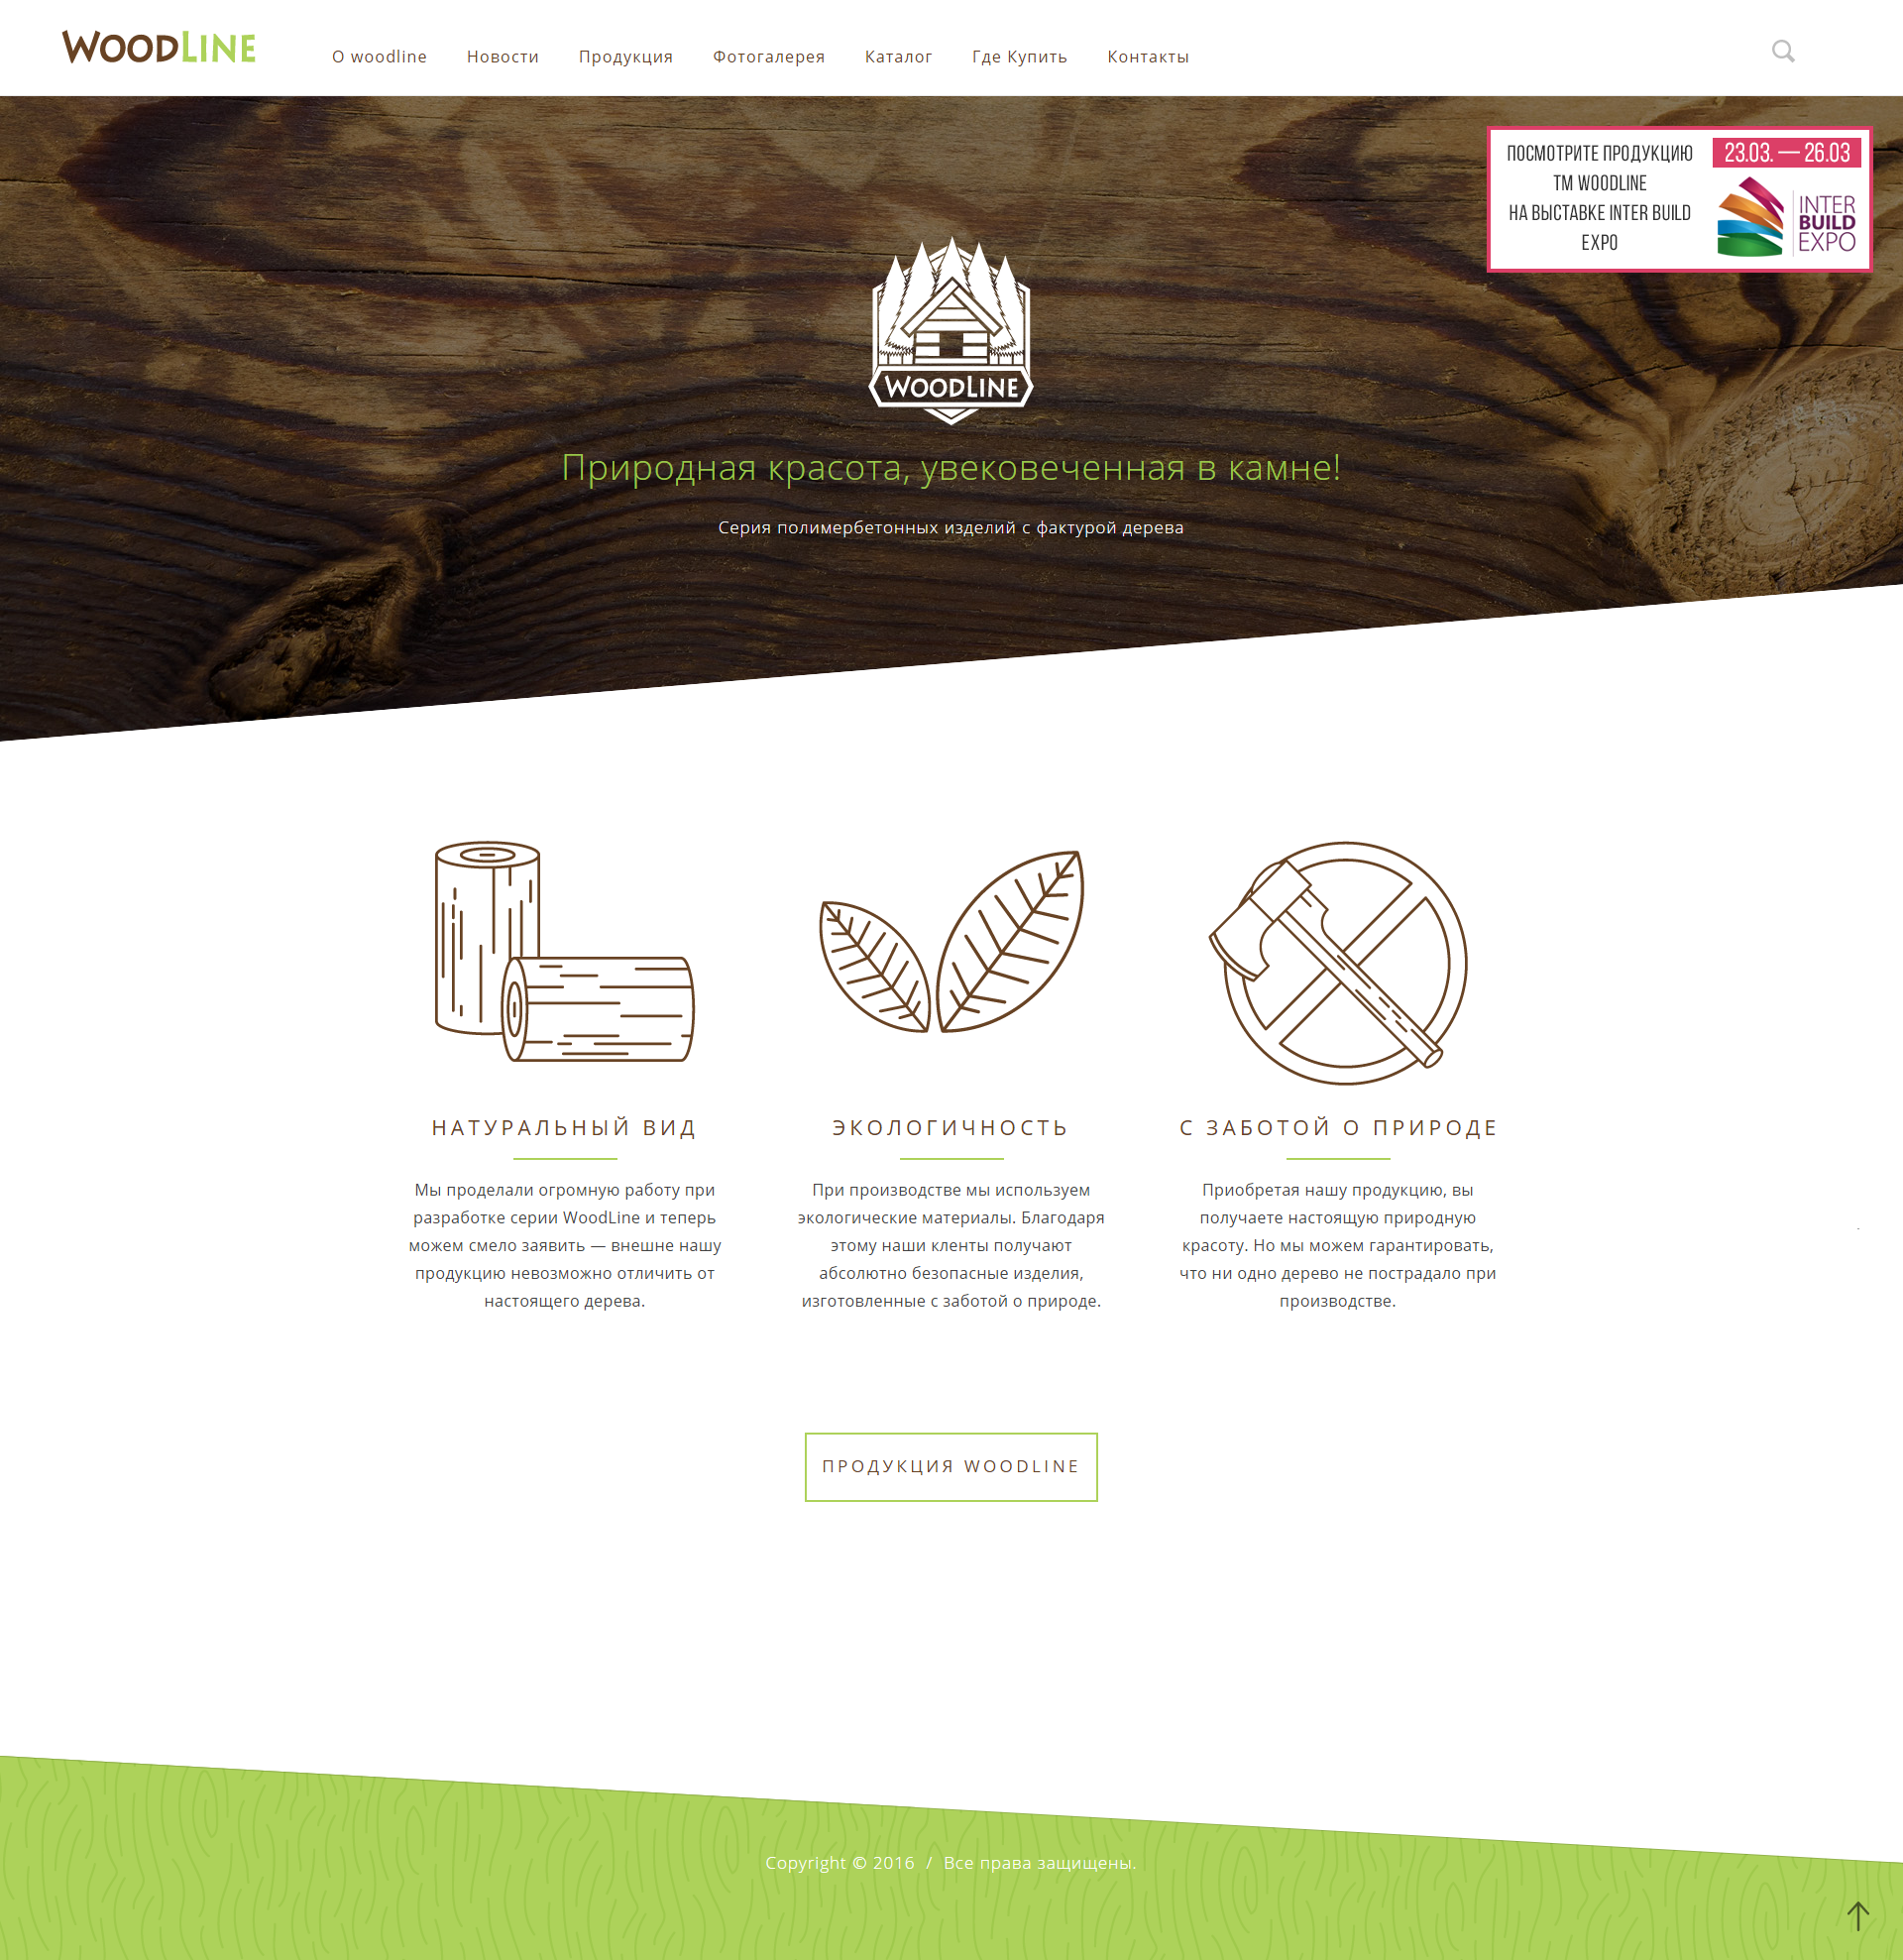 WOODLINE
О woodline Новости Продукция Фотогалерея Каталог Где Купить Контакты
ПОСМОТРИТЕ ПРОДУКЦИЮ
ТМ WOODLINE
НА ВЫСТАВКЕ INTER BUILD
EXPO
23.03. — 26.03
INTER
BUILD
EXPO
WOODLINE
Природная красота, увековеченная в камне!
Серия полимербетонных изделий с фактурой дерева
НАТУРАЛЬНЫЙ ВИД
Мы проделали огромную работу при
разработке серии WoodLine и теперь
можем смело заявить — внешне нашу
продукцию невозможно отличить от
настоящего дерева.
ЭКОЛОГИЧНОСТЬ
При производстве мы используем
экологические материалы. Благодаря
этому наши кленты получают
абсолютно безопасные изделия,
изготовленные с заботой о природе.
С ЗАБОТОЙ О ПРИРОДЕ
Приобретая нашу продукцию, вы
получаете настоящую природную
красоту. Но мы можем гарантировать,
что ни одно дерево не пострадало при
производстве.
ПРОДУКЦИЯ WOODLINE
Copyright © 2016 / Все права защищены.